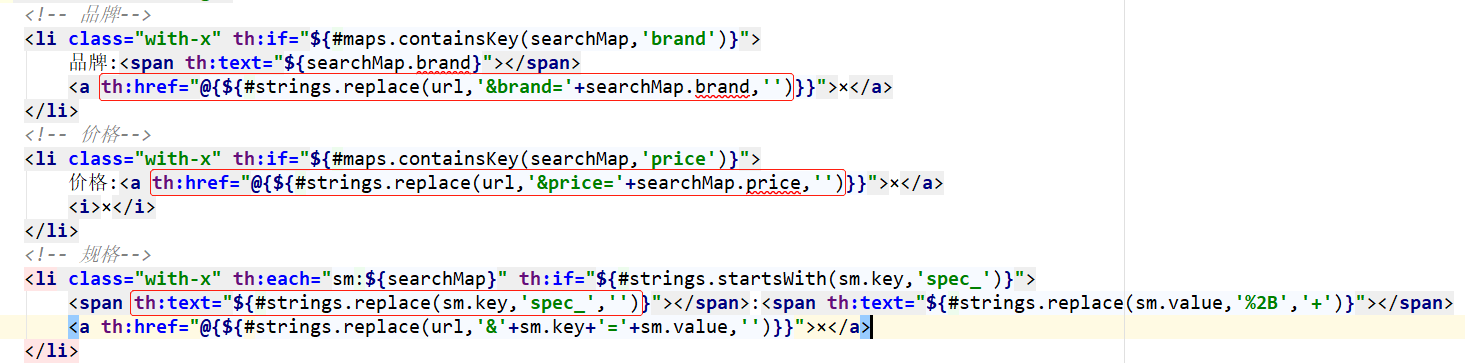 <!-- 品牌-->
<li class="with-x" th:if="${#maps.containsKey(searchMap,'brand')}">
品牌:<span th:text="${searchMap.brand}"></span>
<a th:href="@{${#strings.replace(url,'&brand='+searchMap.brand,'')}}">×</a>
</li>
<!-- 价格-->
<li class="with-x" th:if="${#maps.containsKey(searchMap,'price')}">
价格:<a th:href="@{${#strings.replace(url,'&price='+searchMap.price,'')}}">×</a>
<i>×</i>
</li>
<!-- 规格-->
<li class="with-x" th:each="sm:${searchMap}" th:if="${#strings.startsWith(sm.key,'spec_')}">
<span th:text="${#strings.replace(sm.key,'spec_','')}"></span>:<span th:text="${#strings.replace(sm.value,'%2B','+')}"></span>
<a th:href="@{${#strings.replace(url,'&'+sm.key+'='+sm.value,'')}}">×</a>
</li>